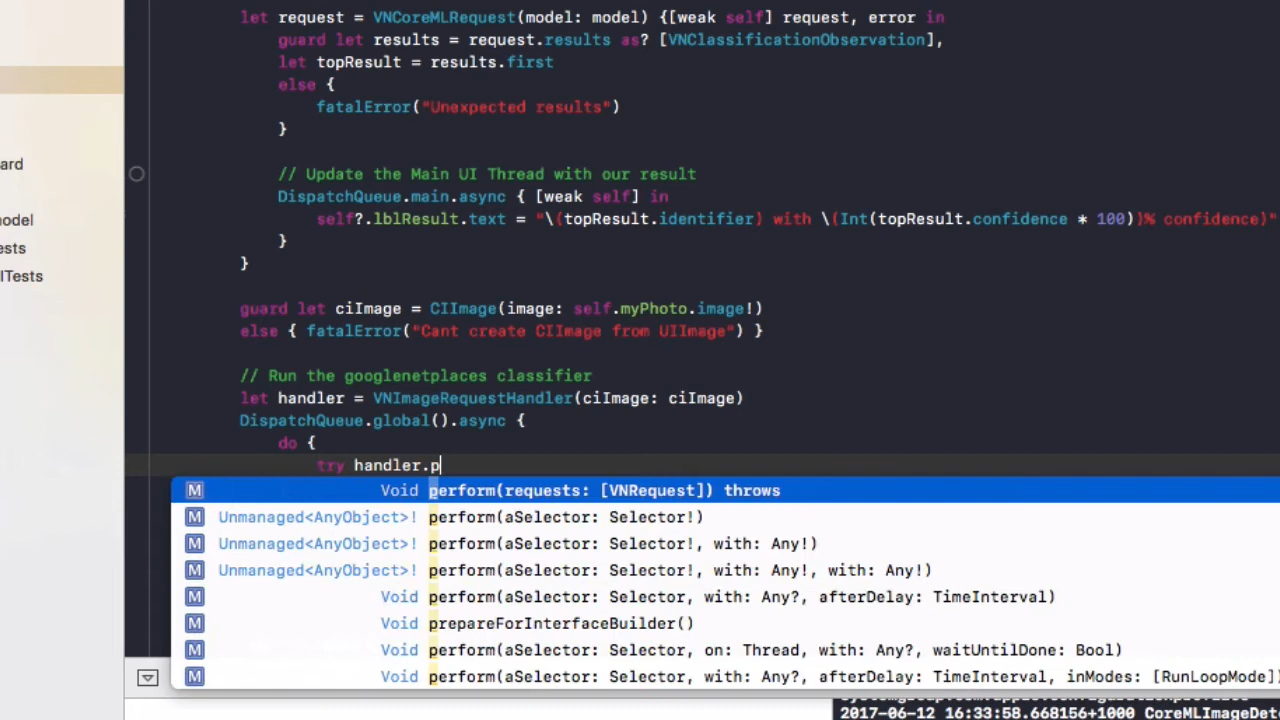 let request = VNCoreMLRequest(model: model) {[weak self] request, error in
guard let results = request.results as? [VNClassificationObservation],
let topResult = results.first
else {
fatalError("Unexpected results")
}
ard
// Update the Main UI Thread with our result
DispatchQueue.main.async { [weak self] in
self?.lblResult.text = "\(topResult.identifier) with \(Int(topResult.confidence * 100))% confidence)"
odel
}
ests
}
lTests
guard let ciImage = CIImage(image: self.myPhoto.image!)
else { fatalError("Cant create CIImage from UIImage") }
// Run the googlenetplaces classifier
let handler = VNImageRequestHandler(ciImage: ciImage)
DispatchQueue.global().async {
do {
try handler.p
M Void perform(requests: [VNRequest]) throws
M Unmanaged<AnyObject>! perform(aSelector: Selector!)
M Unmanaged<AnyObject>! perform(aSelector: Selector!, with: Any!)
M Unmanaged<AnyObject>! perform(aSelector: Selector!, with: Any!, with: Any!)
M Void perform(aSelector: Selector, with: Any?, afterDelay: TimeInterval)
M Void prepareForInterfaceBuilder()
M Void perform(aSelector: Selector, on: Thread, with: Any?, waitUntilDone: Bool)
M Void perform(aSelector: Selector, with: Any?, afterDelay: TimeInterval, inModes: [RunLoopMode])
2017-06-12 16:33:58.668156+1000 CoreMLImageDet